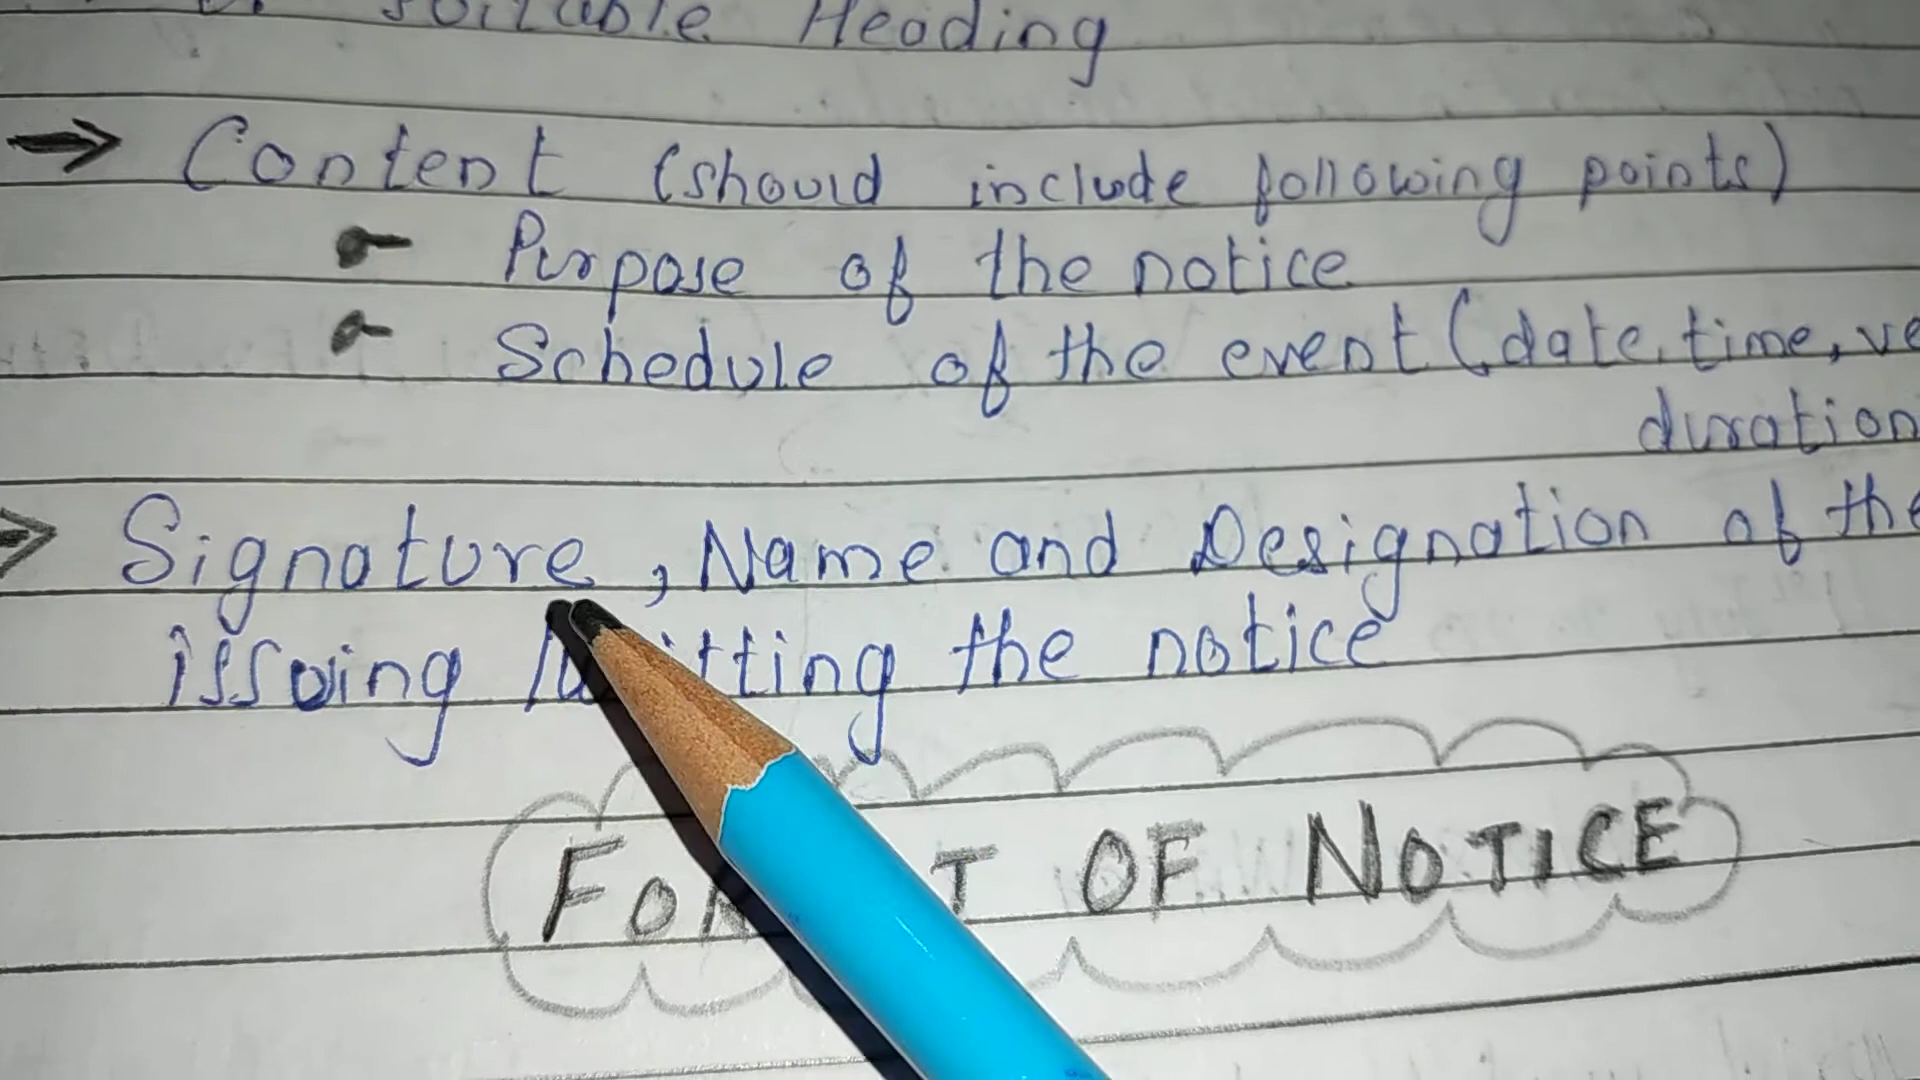 suitable Heading
→ Content (should include following points)
Purpose of the notice
Schedule of the event (date, time, ve
duration
→ Signature, Name and Designation of the
issuing the notice
OF NOTICE